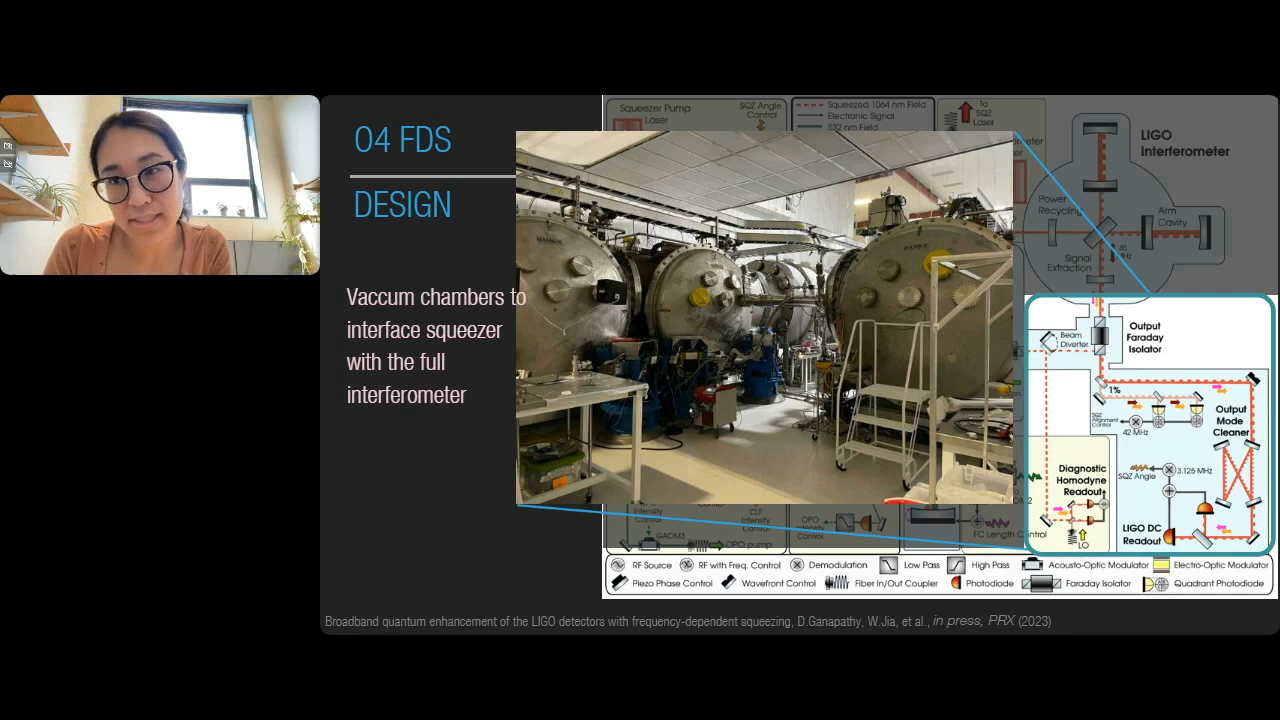 O4 FDS
DESIGN
Vaccum chambers to
interface squeezer
with the full
interferometer
Squeezer Pump
Laser
SQZ Angle
Control
Squeezed 1064 nm Field
Electronic Signal
532 nm Field
To
SQZ
Laser
LIGO
Interferometer
Power
Recycling
Arm
Cavity
45
MHz
Signal
Extraction
Beam
Diverter
Output
Faraday
Isolator
1%
SQZ
Alignment
Control
42 MHz
Output
Mode
Cleaner
Diagnostic
Homodyne
Readout
SQZ Angle
3.125 MHz
LIGO DC
Readout
LO
Intensity
Control
CLF
Intensity
Control
OPO
Intensity
Control
FC Length Control
GAOM3
OPO pump
RF Source
RF with Freq. Control
Demodulation
Low Pass
High Pass
Acousto-Optic Modulator
Electro-Optic Modulator
Piezo Phase Control
Wavefront Control
Fiber In/Out Coupler
Photodiode
Faraday Isolator
Quadrant Photodiode
Broadband quantum enhancement of the LIGO detectors with frequency-dependent squeezing, D.Ganapathy, W.Jia, et al., in press, PRX (2023)